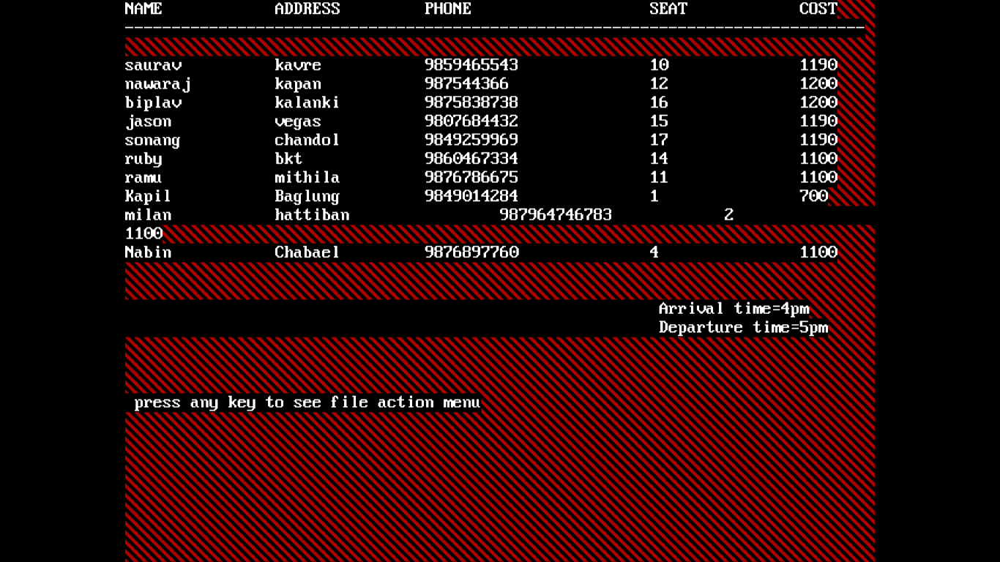 NAME ADDRESS PHONE SEAT COST
-------------------------------------------------------------------------------
saurav kavre 9859465543 10 1190
nawaraj kapan 987544366 12 1200
biplav kalanki 9875838738 16 1200
jason vegas 9807684432 15 1190
sonang chandol 9849259969 17 1190
ruby bkt 9860467334 14 1100
ramu mithila 9876786675 11 1100
Kapil Baglung 9849014284 1 700
milan hattiban 987964746783 2
1100
Nabin Chabael 9876897760 4 1100
Arrival time=4pm
Departure time=5pm
press any key to see file action menu